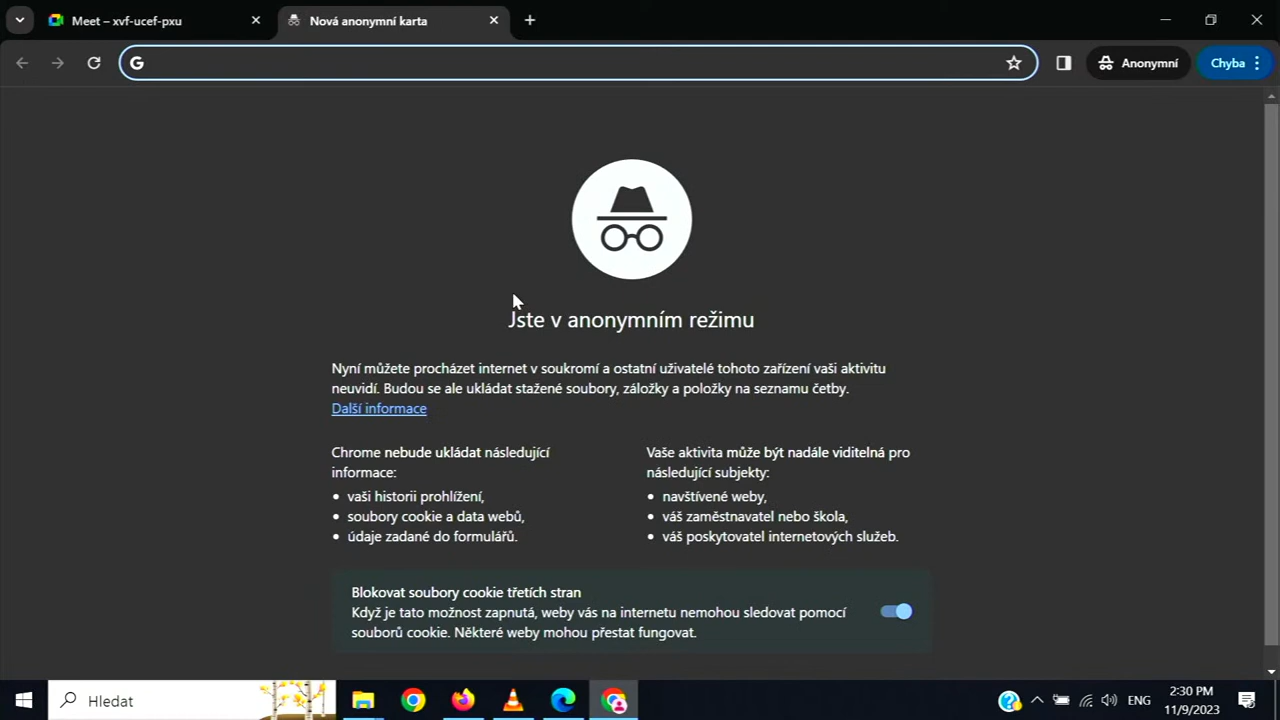 Meet – xvf-ucef-pxu
Nová anonymní karta
Anonymní
Chyba
Jste v anonymním režimu
Nyní můžete procházet internet v soukromí a ostatní uživatelé tohoto zařízení vaši aktivitu
neuvidí. Budou se ale ukládat stažené soubory, záložky a položky na seznamu četby.
Další informace
Chrome nebude ukládat následující
informace:
• vaši historii prohlížení,
• soubory cookie a data webů,
• údaje zadané do formulářů.
Vaše aktivita může být nadále viditelná pro
následující subjekty:
• navštívené weby,
• váš zaměstnavatel nebo škola,
• váš poskytovatel internetových služeb.
Blokovat soubory cookie třetích stran
Když je tato možnost zapnutá, weby vás na internetu nemohou sledovat pomocí
souborů cookie. Některé weby mohou přestat fungovat.
Hledat
ENG
2:30 PM
11/9/2023